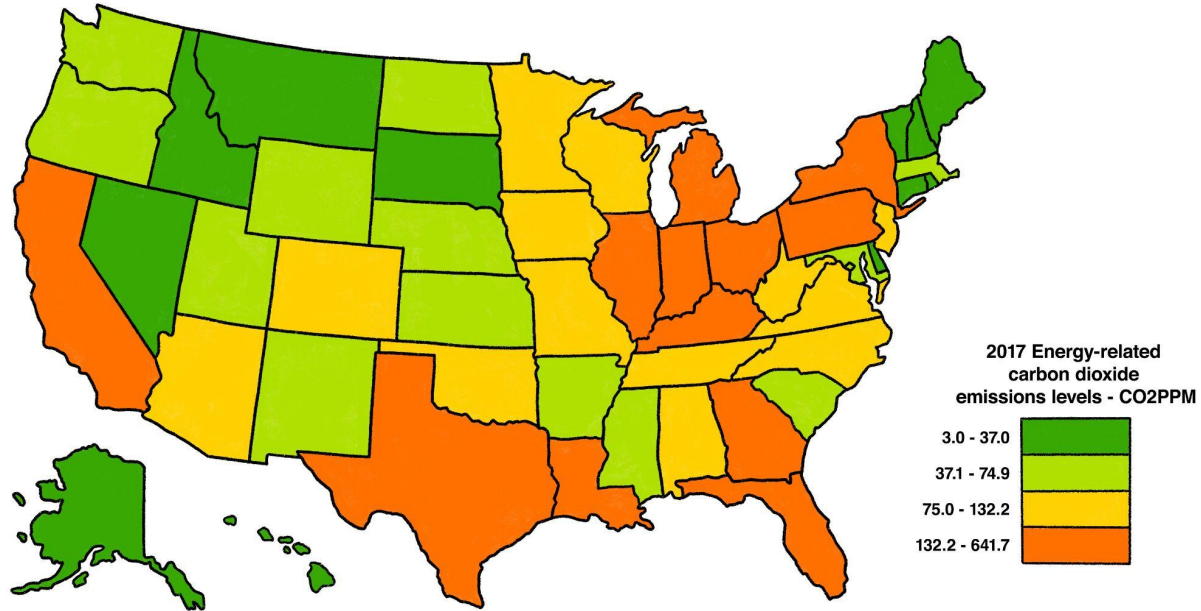 2017 Energy-related
carbon dioxide
emissions levels - CO2PPM
3.0 - 37.0
37.1 - 74.9
75.0 - 132.2
132.2 - 641.7